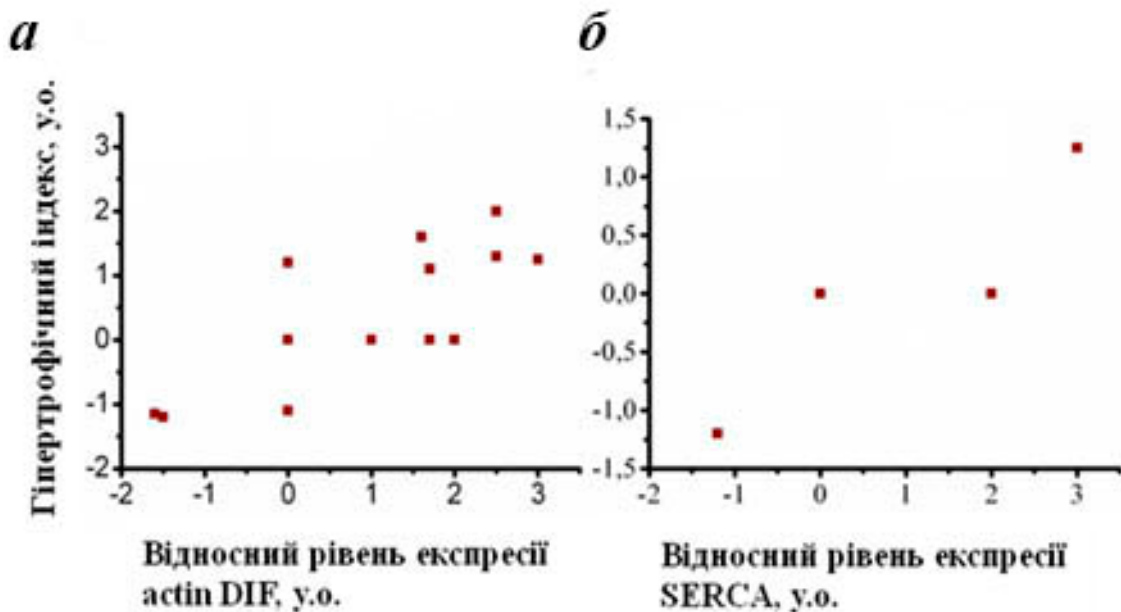 а
б
Гіпертрофічний індекс, у.о.
3
2
1
0
-1
-2
-2 -1 0 1 2 3
Відносний рівень експресії
actin DIF, у.о.
1,5
1,0
0,5
0,0
-0,5
-1,0
-1,5
-2 -1 0 1 2 3
Відносний рівень експресії
SERCA, у.о.